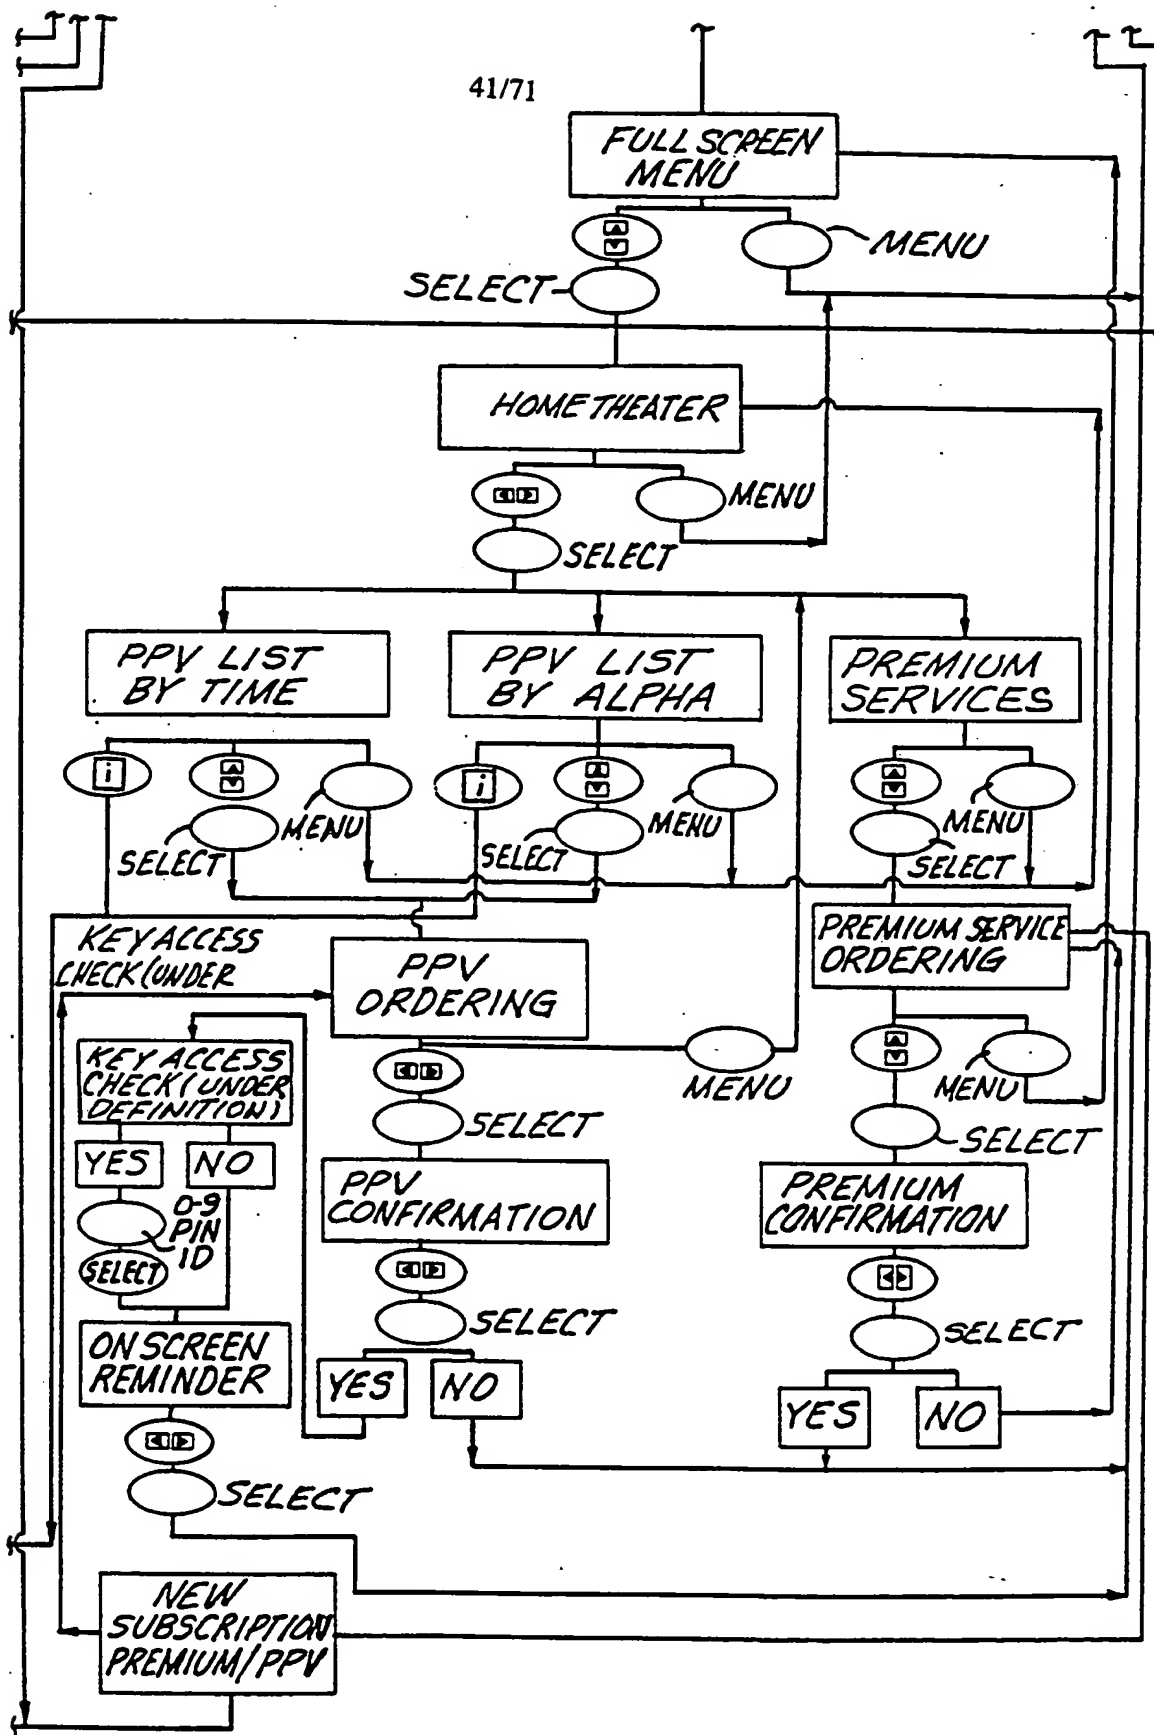 41/71
FULL SCREEN
MENU
MENU
SELECT
HOME THEATER
MENU
SELECT
PPV LIST
BY TIME
PPV LIST
BY ALPHA
PREMIUM
SERVICES
i
SELECT
MENU
i
SELECT
MENU
MENU
SELECT
KEY ACCESS
CHECK (UNDER
PPV
ORDERING
PREMIUM SERVICE
ORDERING
MENU
SELECT
MENU
SELECT
KEY ACCESS
CHECK (UNDER
DEFINITION)
YES
NO
0-9
PIN
ID
SELECT
PPV
CONFIRMATION
SELECT
YES
NO
PREMIUM
CONFIRMATION
SELECT
YES
NO
ON SCREEN
REMINDER
SELECT
NEW
SUBSCRIPTION
PREMIUM/PPV